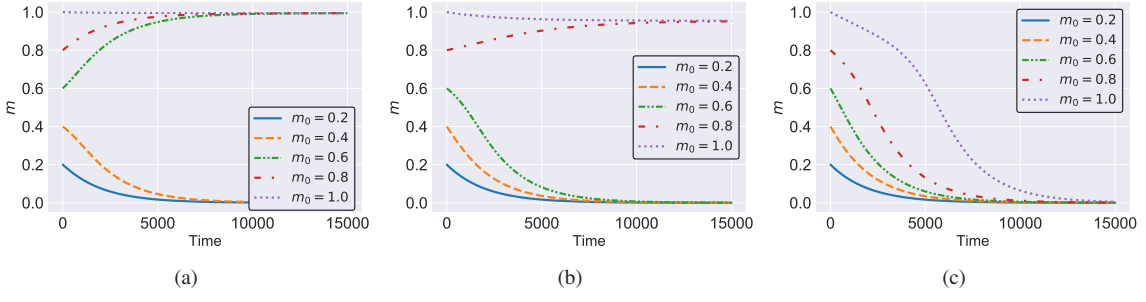 1.0
0.8
0.6
0.4
0.2
0.0
m
0 5000 10000 15000
Time
m₀ = 0.2
m₀ = 0.4
m₀ = 0.6
m₀ = 0.8
m₀ = 1.0
(a)
1.0
0.8
0.6
0.4
0.2
0.0
m
0 5000 10000 15000
Time
m₀ = 0.2
m₀ = 0.4
m₀ = 0.6
m₀ = 0.8
m₀ = 1.0
(b)
1.0
0.8
0.6
0.4
0.2
0.0
m
0 5000 10000 15000
Time
m₀ = 0.2
m₀ = 0.4
m₀ = 0.6
m₀ = 0.8
m₀ = 1.0
(c)